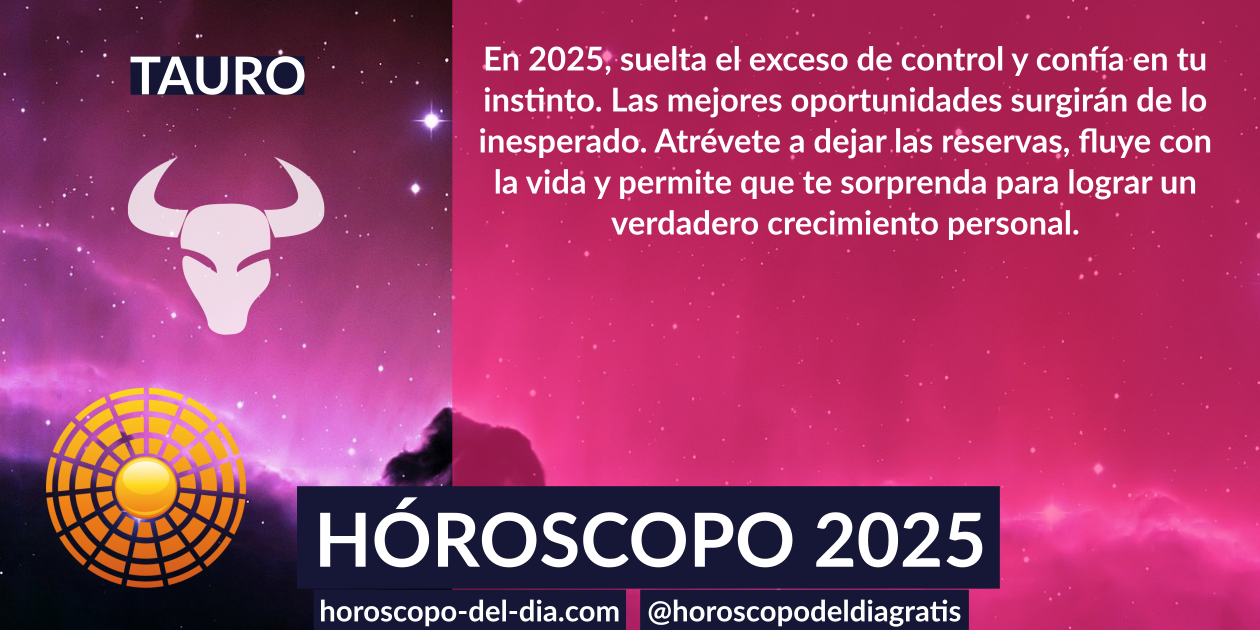 TAURO
En 2025, suelta el exceso de control y confía en tu
instinto. Las mejores oportunidades surgirán de lo
inesperado. Atrévete a dejar las reservas, fluye con
la vida y permite que te sorprenda para lograr un
verdadero crecimiento personal.
HÓROSCOPO 2025
horoscopo-del-dia.com @horoscopodeldiagratis